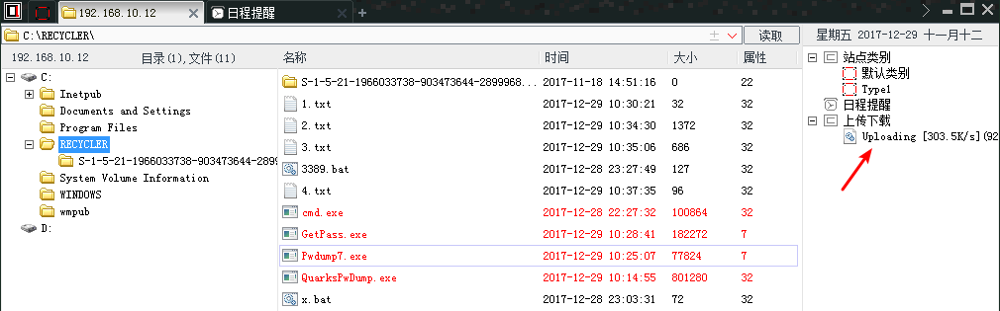 192.168.10.12 日程提醒
C:\RECYCLER\ 读取 星期五 2017-12-29 十一月十二
192.168.10.12 目录(1),文件(11) 名称 时间 大小 属性
C:
Inetpub
Documents and Settings
Program Files
RECYCLER
S-1-5-21-1966033738-903473644-2899
System Volume Information
WINDOWS
wmpub
D:
S-1-5-21-1966033738-903473644-2899968... 2017-11-18 14:51:16 0 22
1.txt 2017-12-29 10:30:21 32 32
2.txt 2017-12-29 10:34:30 1372 32
3.txt 2017-12-29 10:35:06 686 32
3389.bat 2017-12-28 23:27:49 127 32
4.txt 2017-12-29 10:37:35 96 32
cmd.exe 2017-12-28 22:27:32 100864 32
GetPass.exe 2017-12-29 10:28:41 182272 7
Pwdump7.exe 2017-12-29 10:25:07 77824 7
QuarksPwDump.exe 2017-12-29 10:14:55 801280 32
x.bat 2017-12-28 23:03:31 72 32
站点类别
默认类别
Type1
日程提醒
上传下载
Uploading [303.5K/s](92